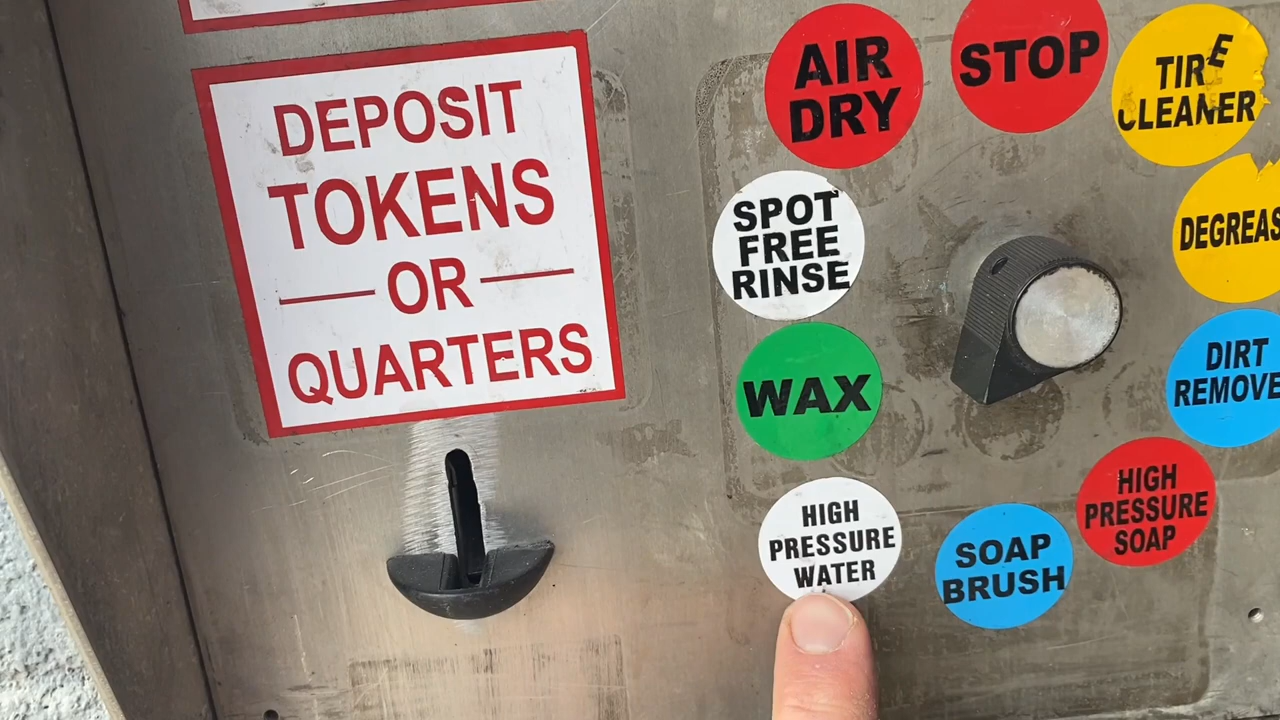 DEPOSIT
TOKENS
OR
QUARTERS
AIR
DRY
STOP
TIRE
CLEANER
SPOT
FREE
RINSE
DEGREAS
WAX
DIRT
REMOVE
HIGH
PRESSURE
WATER
SOAP
BRUSH
HIGH
PRESSURE
SOAP